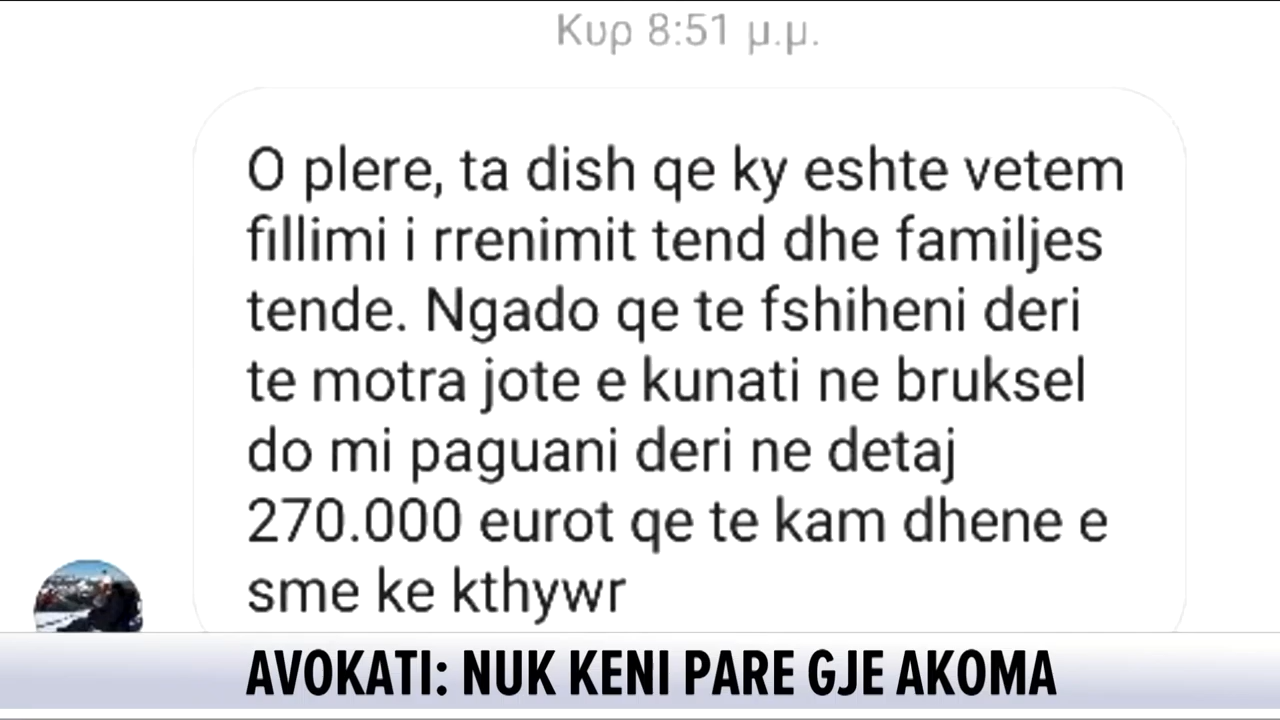 Κυρ 8:51 μ.μ.
O plere, ta dish qe ky eshte vetem
fillimi i rrenimit tend dhe familjes
tende. Ngado qe te fshiheni deri
te motra jote e kunati ne bruksel
do mi paguani deri ne detaj
270.000 eurot qe te kam dhene e
sme ke kthywr
AVOKATI: NUK KENI PARE GJE AKOMA